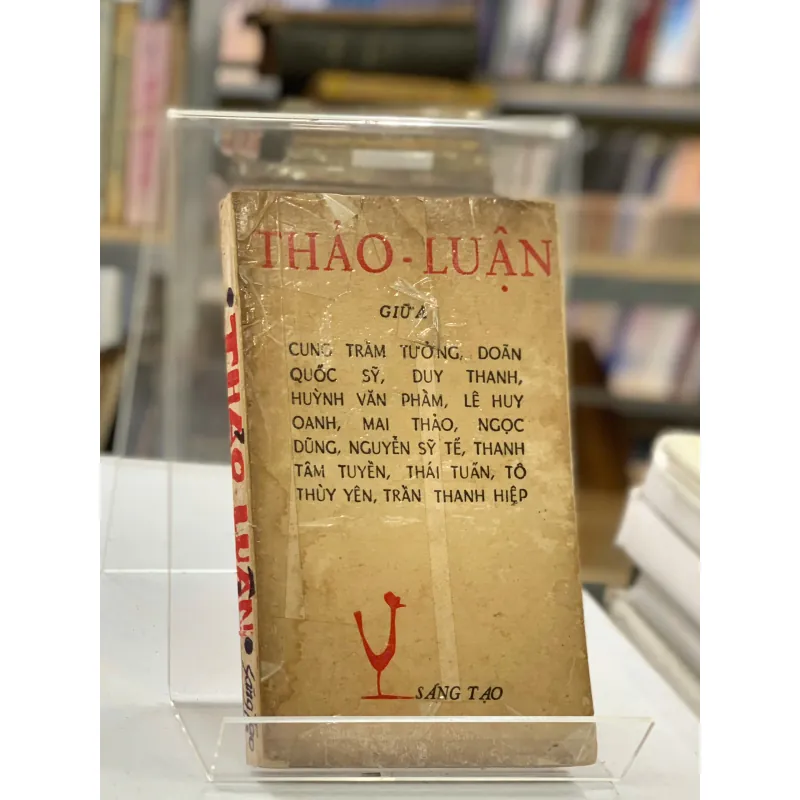 THẢO - LUẬN
GIỮA
CUNG TRẦM TƯỞNG, DOÃN
QUỐC SỸ, DUY THANH,
HUỲNH VĂN PHẨM, LÊ HUY
OANH, MAI THẢO, NGỌC
DŨNG, NGUYỄN SỸ TẾ, THANH
TÂM TUYỀN, THÁI TUẤN, TÔ
THÙY YÊN, TRẦN THANH HIỆP
SÁNG TẠO
• THẢO LUẬN • Sáng tạo